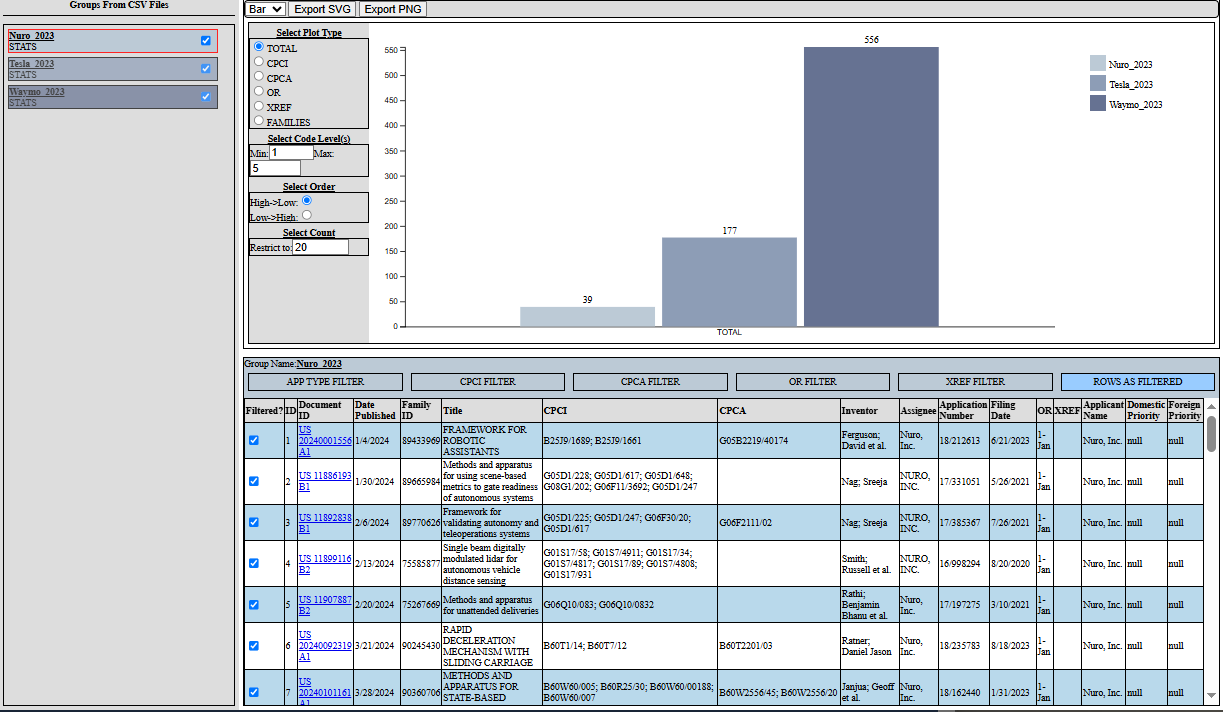 Groups From CSV Files
Nuro_2023
STATS
Tesla_2023
STATS
Waymo_2023
STATS
Bar Export SVG Export PNG
Select Plot Type
TOTAL
CPCI
CPCA
OR
XREF
FAMILIES
Select Code Level(s)
Min: 1 Max:
5
Select Order
High->Low:
Low->High:
Select Count
Restrict to: 20
550
500
450
400
350
300
250
200
150
100
50
0
39
177
556
TOTAL
Nuro_2023
Tesla_2023
Waymo_2023
Group Name:Nuro_2023
APP TYPE FILTER CPCI FILTER CPCA FILTER OR FILTER XREF FILTER ROWS AS FILTERED
Filtered? ID Document ID Date Published Family ID Title CPCI CPCA Inventor Assignee Application Number Filing Date OR XREF Applicant Name Domestic Priority Foreign Priority
1 US 20240001556 A1 1/4/2024 89433969 FRAMEWORK FOR ROBOTIC ASSISTANTS B25J9/1689; B25J9/1661 G05B2219/40174 Ferguson; David et al. Nuro, Inc. 18/212613 6/21/2023 1-Jan Nuro, Inc. null null
2 US 11886193 B1 1/30/2024 89665984 Methods and apparatus for using scene-based metrics to gate readiness of autonomous systems G05D1/228; G05D1/617; G05D1/648; G08G1/202; G06F11/3692; G05D1/247 Nag; Sreeja NURO, INC. 17/331051 5/26/2021 1-Jan Nuro, Inc. null null
3 US 11892838 B1 2/6/2024 89770626 Framework for validating autonomy and teleoperations systems G05D1/225; G05D1/247; G06F30/20; G05D1/617 G06F2111/02 Nag; Sreeja NURO, INC. 17/385367 7/26/2021 1-Jan Nuro, Inc. null null
4 US 11899116 B2 2/13/2024 75585877 Single beam digitally modulated lidar for autonomous vehicle distance sensing G01S17/58; G01S7/4911; G01S17/34; G01S7/4817; G01S17/89; G01S7/4808; G01S17/931 Smith; Russell et al. NURO, INC. 16/998294 8/20/2020 1-Jan Nuro, Inc. null null
5 US 11907887 B2 2/20/2024 75267669 Methods and apparatus for unattended deliveries G06Q10/083; G06Q10/0832 Rathi; Benjamin Bhanu et al. Nuro, Inc. 17/197275 3/10/2021 1-Jan Nuro, Inc. null null
6 US 20240092319 A1 3/21/2024 90245430 RAPID DECELERATION MECHANISM WITH SLIDING CARRIAGE B60T1/14; B60T7/12 B60T2201/03 Ratner; Daniel Jason Nuro, Inc. 18/235783 8/18/2023 1-Jan Nuro, Inc. null null
7 US 20240101161 A1 3/28/2024 90360706 METHODS AND APPARATUS FOR STATE-BASED B60W60/005; B60R25/30; B60W60/00188; B60W60/007 B60W2556/45; B60W2556/20 Janjua; Geoff et al. Nuro, Inc. 18/162440 1/31/2023 1-Jan Nuro, Inc. null null